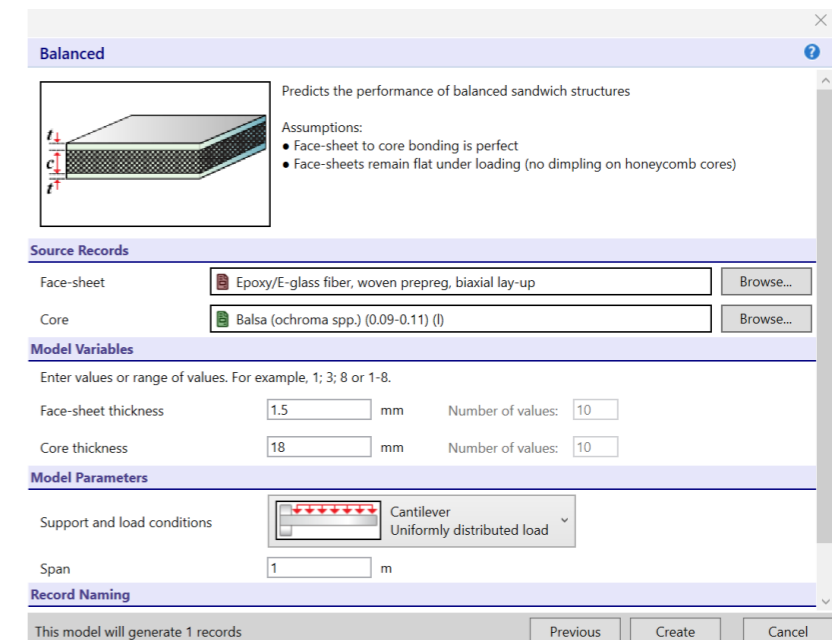 Balanced
?
Predicts the performance of balanced sandwich structures
Assumptions:
● Face-sheet to core bonding is perfect
● Face-sheets remain flat under loading (no dimpling on honeycomb cores)
t
c
t
Source Records
Face-sheet
Epoxy/E-glass fiber, woven prepreg, biaxial lay-up
Browse...
Core
Balsa (ochroma spp.) (0.09-0.11) (l)
Browse...
Model Variables
Enter values or range of values. For example, 1; 3; 8 or 1-8.
Face-sheet thickness 1.5 mm Number of values: 10
Core thickness 18 mm Number of values: 10
Model Parameters
Support and load conditions
Cantilever
Uniformly distributed load
Span 1 m
Record Naming
This model will generate 1 records
Previous Create Cancel